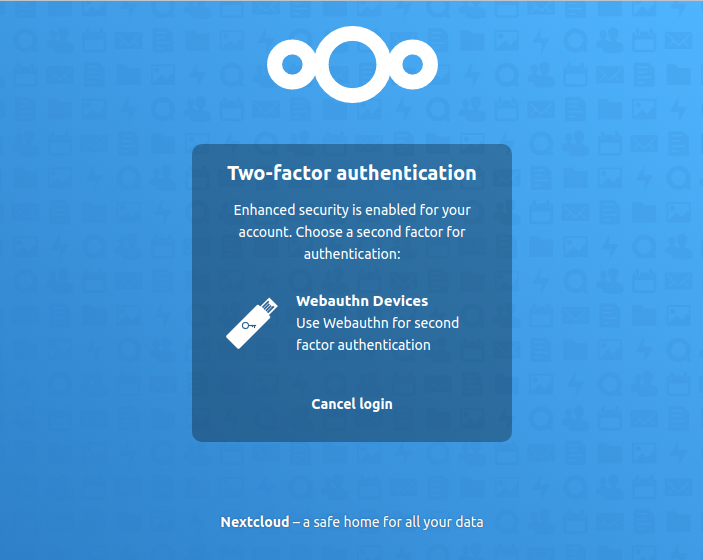 Two-factor authentication
Enhanced security is enabled for your
account. Choose a second factor for
authentication:
Webauthn Devices
Use Webauthn for second
factor authentication
Cancel login
Nextcloud – a safe home for all your data